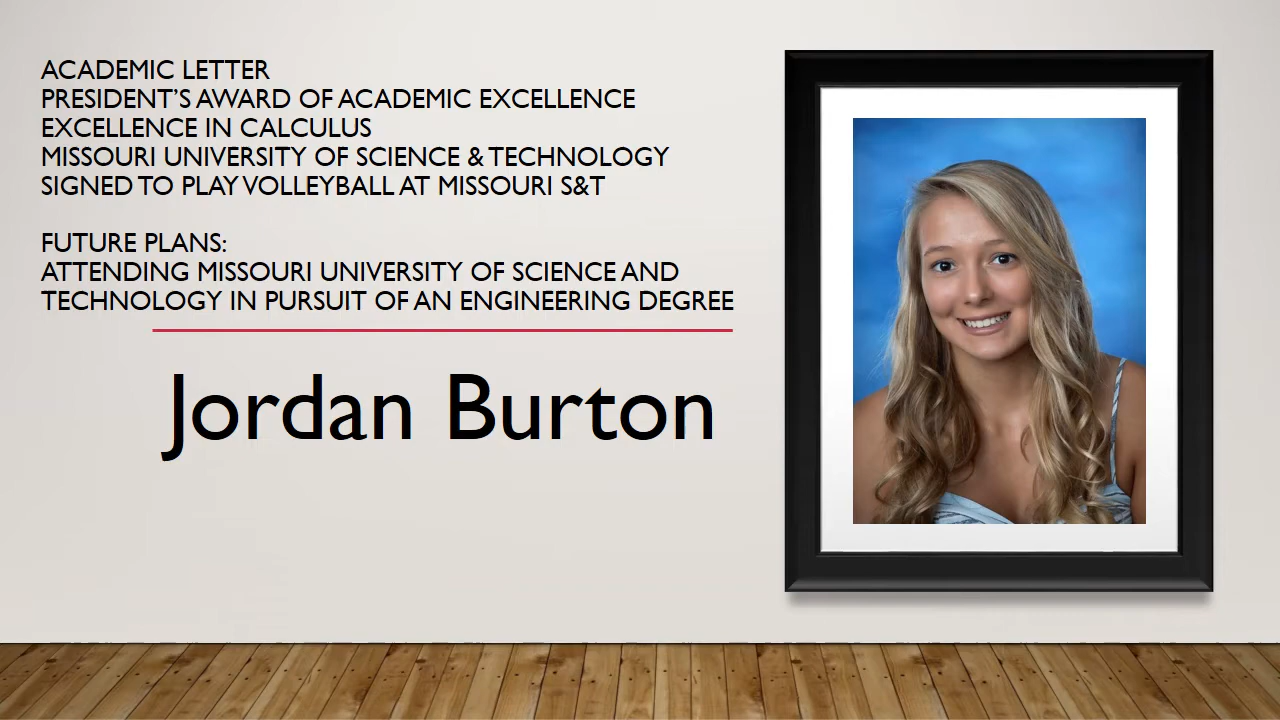 ACADEMIC LETTER
PRESIDENT'S AWARD OF ACADEMIC EXCELLENCE
EXCELLENCE IN CALCULUS
MISSOURI UNIVERSITY OF SCIENCE & TECHNOLOGY
SIGNED TO PLAY VOLLEYBALL AT MISSOURI S&T
FUTURE PLANS:
ATTENDING MISSOURI UNIVERSITY OF SCIENCE AND
TECHNOLOGY IN PURSUIT OF AN ENGINEERING DEGREE
Jordan Burton